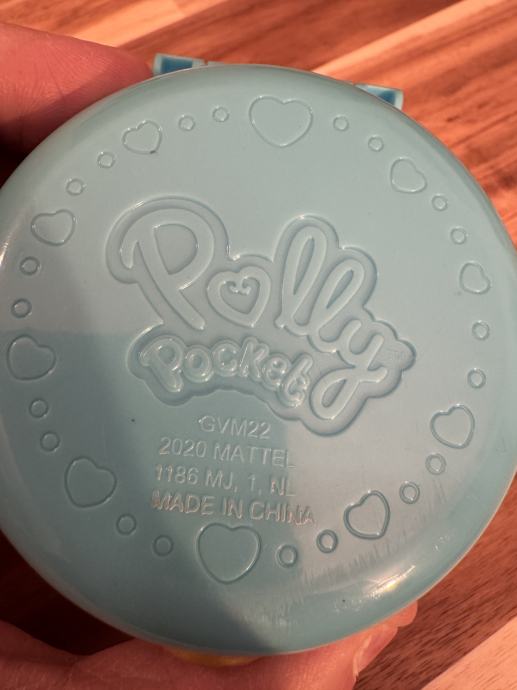 Polly
Pocket
GVM22
2020 MATTEL
1186 MJ, 1, NL
MADE IN CHINA